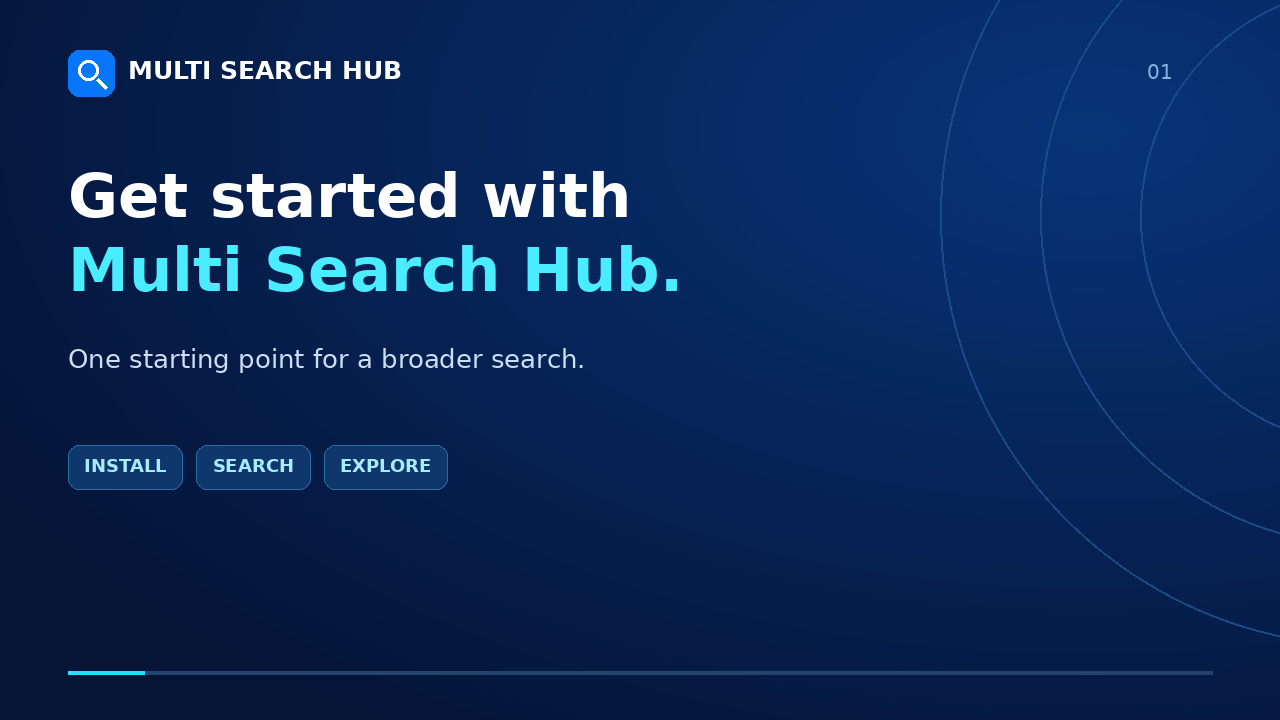 MULTI SEARCH HUB
01
Get started with
Multi Search Hub.
One starting point for a broader search.
INSTALL
SEARCH
EXPLORE